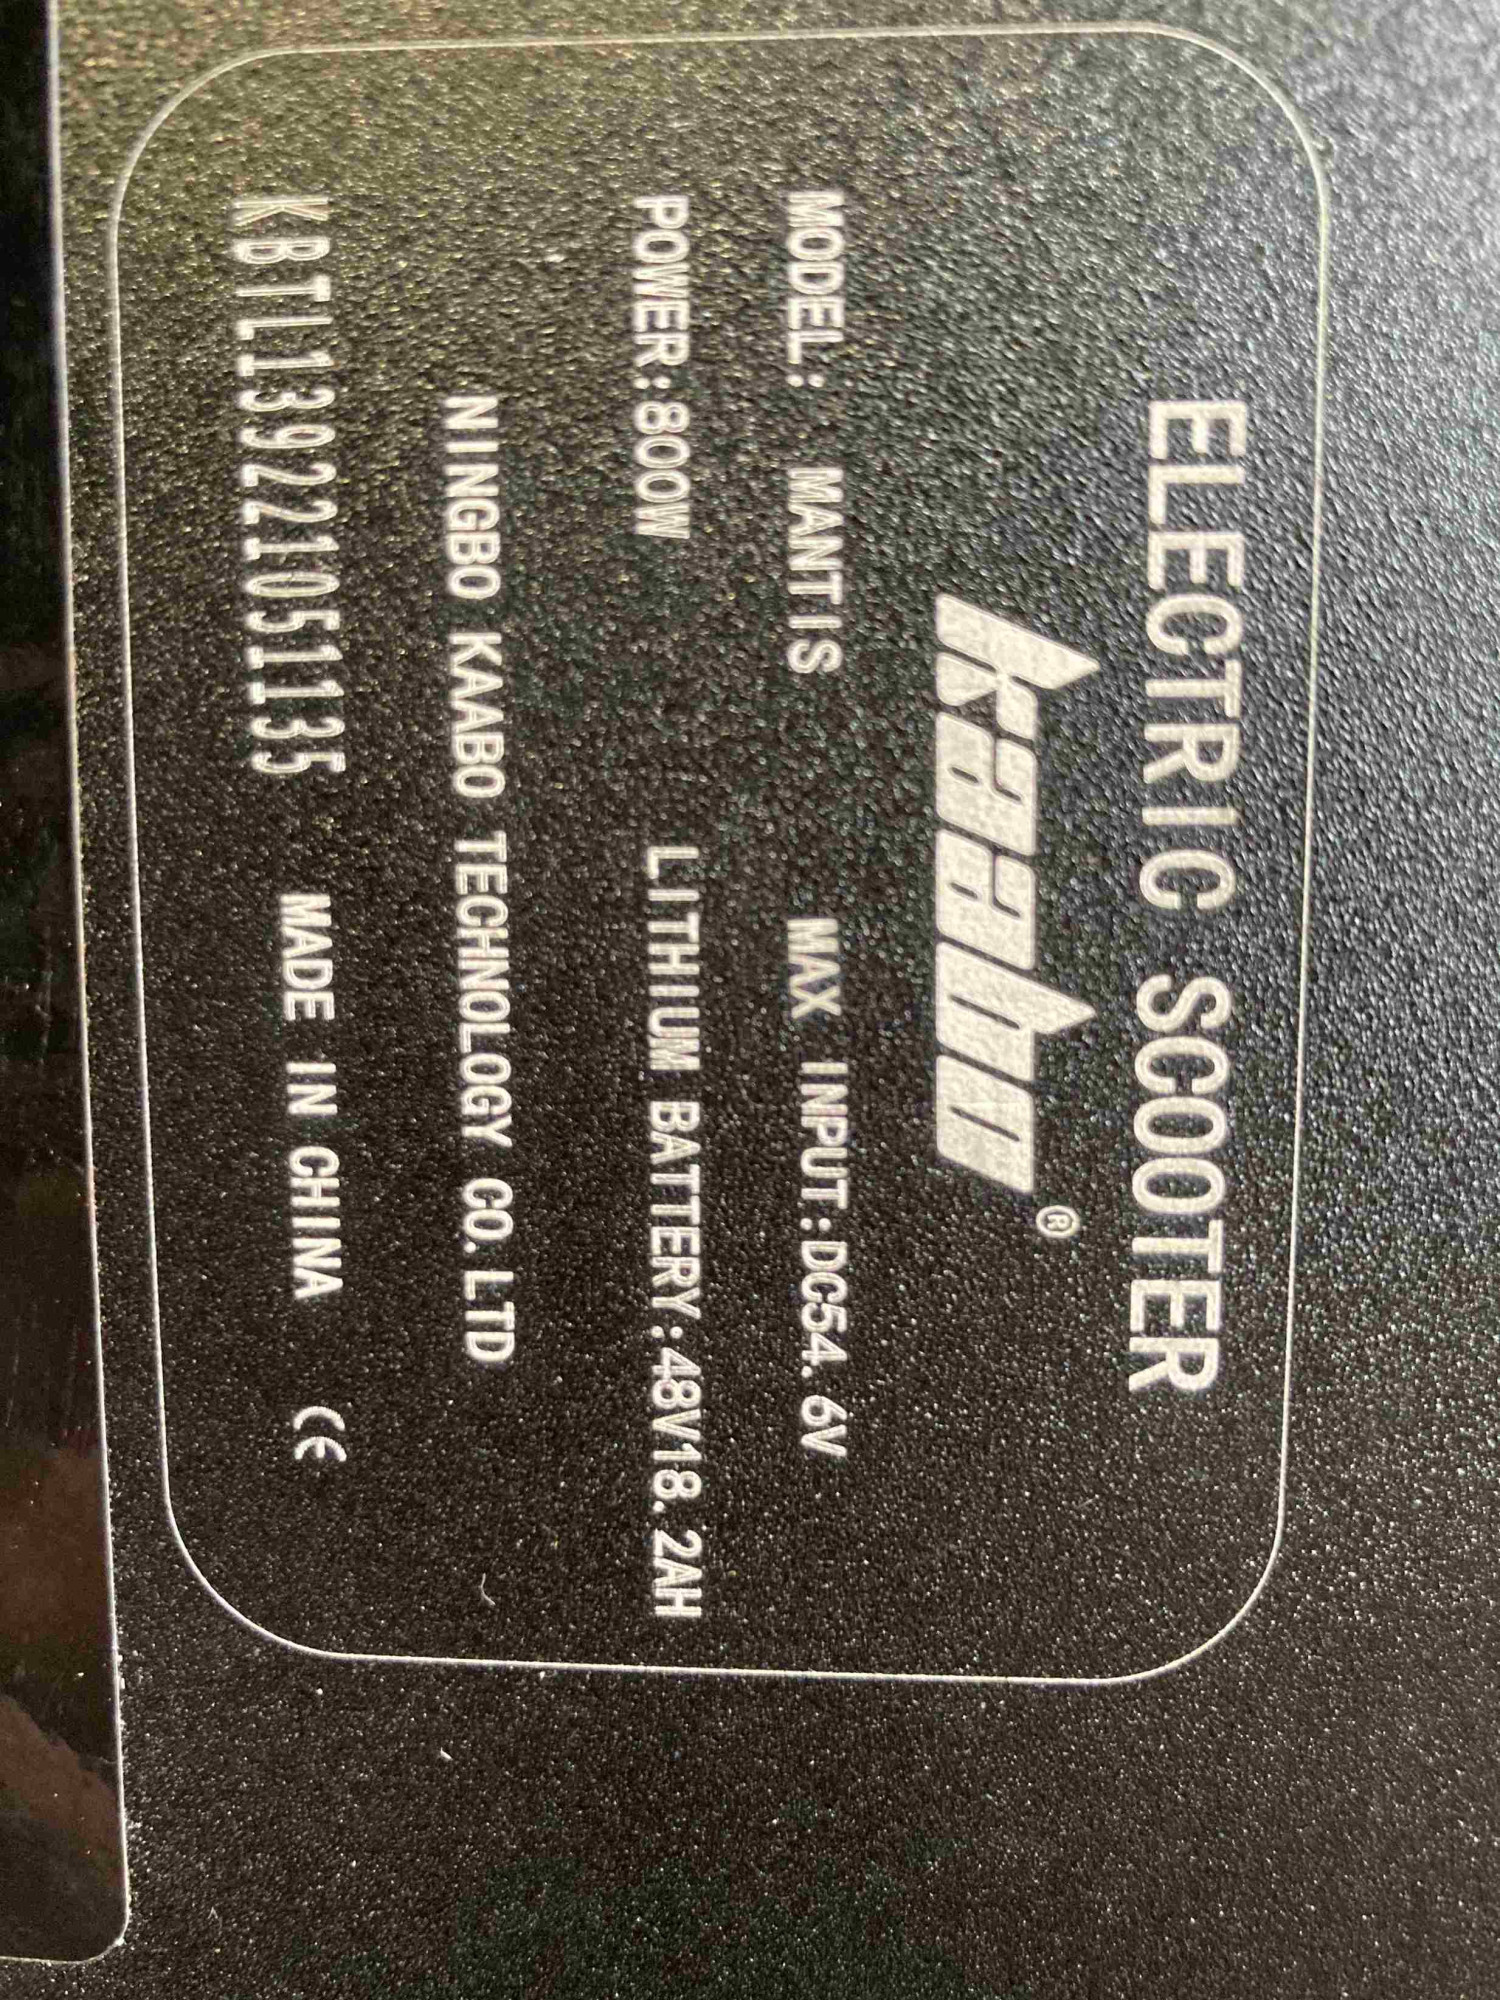 ELECTRIC SCOOTER
kaabo®
MODEL: MANTIS MAX INPUT:DC54.6V
POWER:800W LITHIUM BATTERY:48V18.2AH
NINGBO KAABO TECHNOLOGY CO.LTD
KBTL139221051135 MADE IN CHINA CE